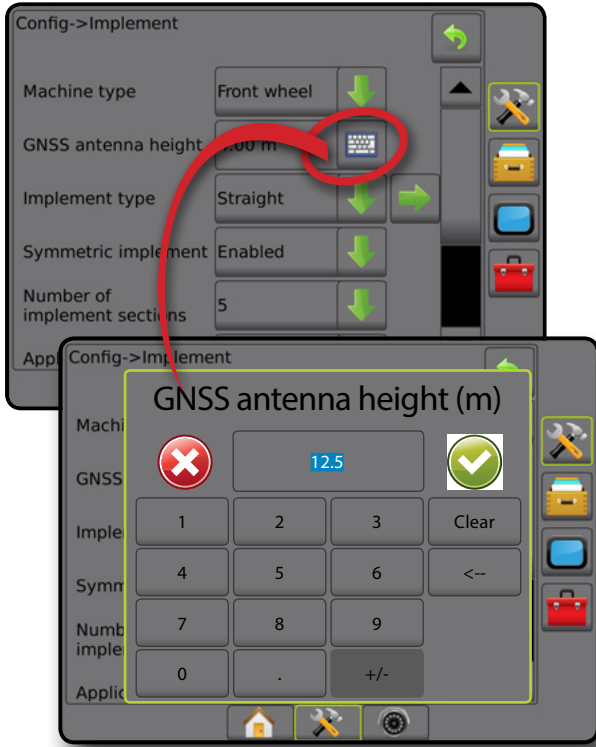 Config->Implement
Machine type Front wheel
GNSS antenna height .00 m
Implement type Straight
Symmetric implement Enabled
Number of
implement sections 5
App
Config->Implement
GNSS antenna height (m)
Machi
12.5
GNSS
1 2 3 Clear
Imple
4 5 6 <--
Symm
7 8 9
Numb
imple
0 . +/-
Applic